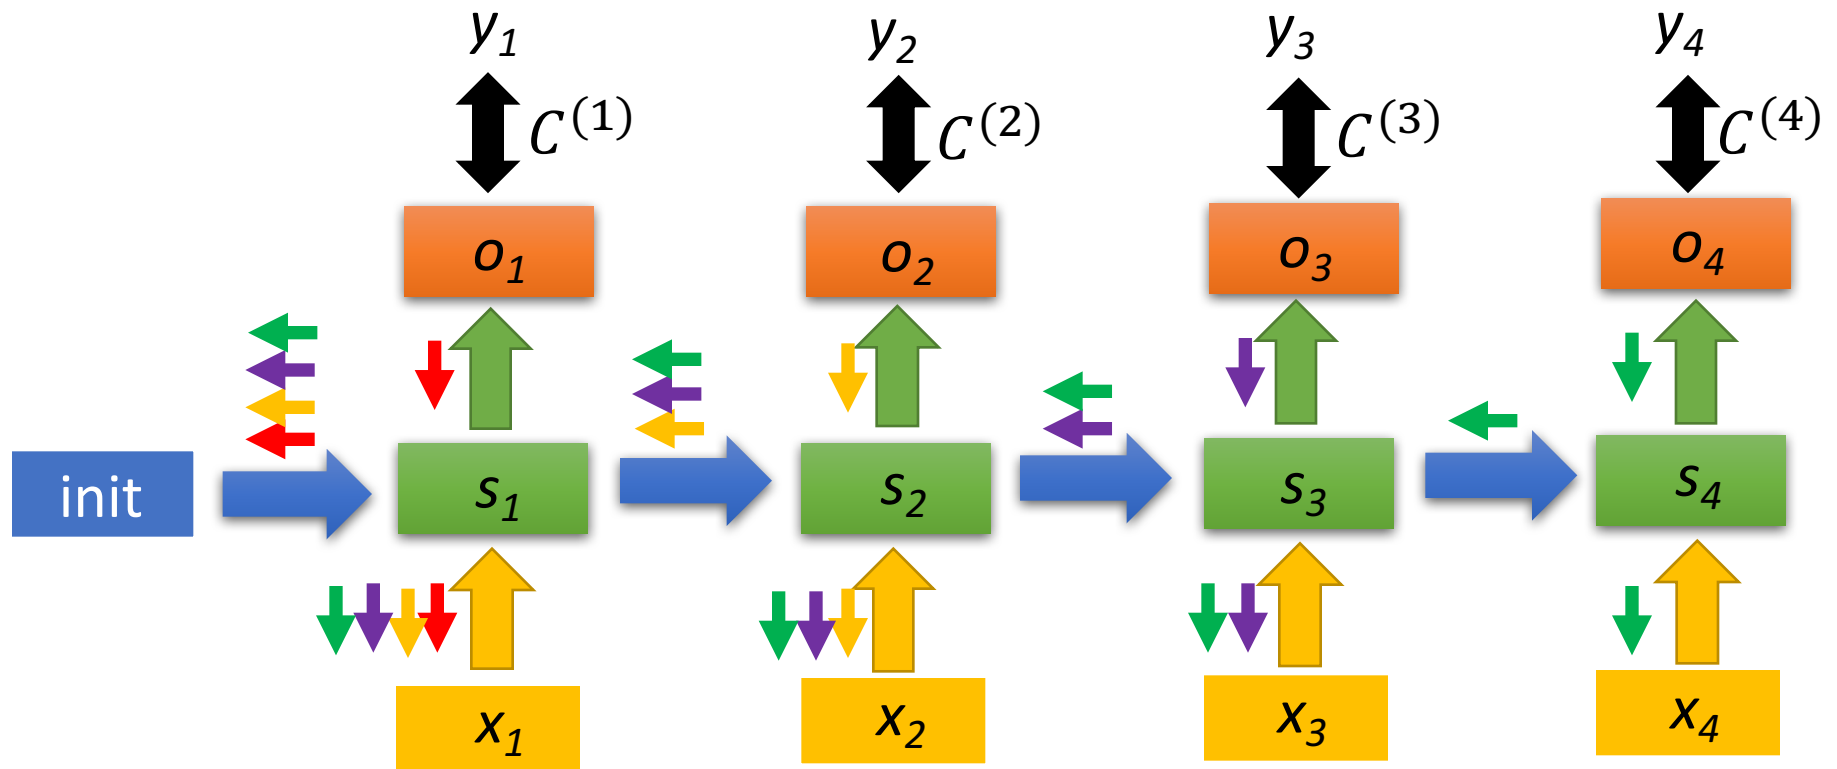 y1 y2 y3 y4
C(1) C(2) C(3) C(4)
o1 o2 o3 o4
init s1 s2 s3 s4
x1 x2 x3 x4